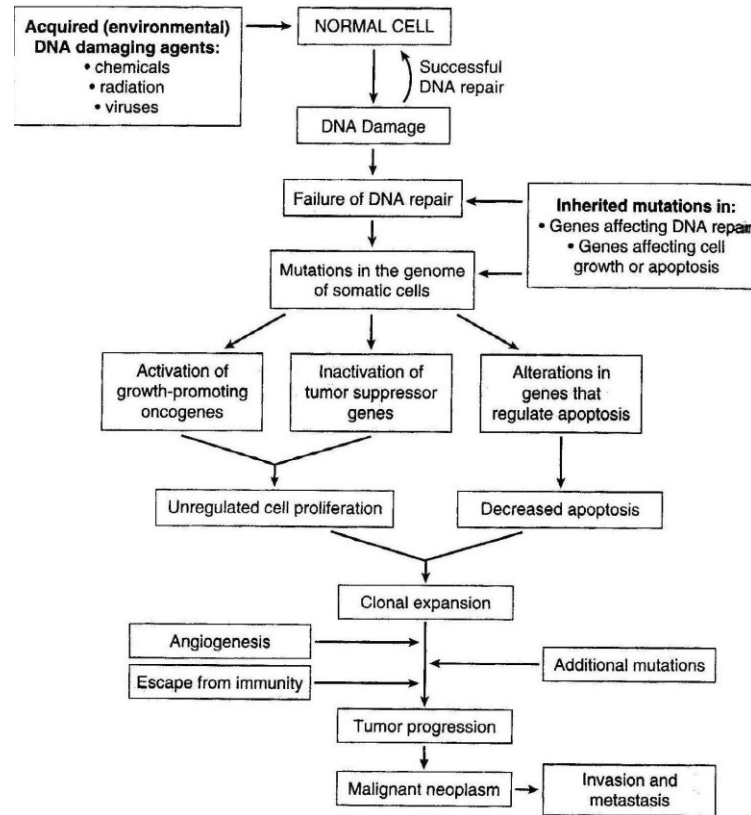 Acquired (environmental)
DNA damaging agents:
• chemicals
• radiation
• viruses
NORMAL CELL
Successful
DNA repair
DNA Damage
Failure of DNA repair
Inherited mutations in:
• Genes affecting DNA repair
• Genes affecting cell
growth or apoptosis
Mutations in the genome
of somatic cells
Activation of
growth-promoting
oncogenes
Inactivation of
tumor suppressor
genes
Alterations in
genes that
regulate apoptosis
Unregulated cell proliferation
Decreased apoptosis
Clonal expansion
Angiogenesis
Additional mutations
Escape from immunity
Tumor progression
Malignant neoplasm
Invasion and
metastasis